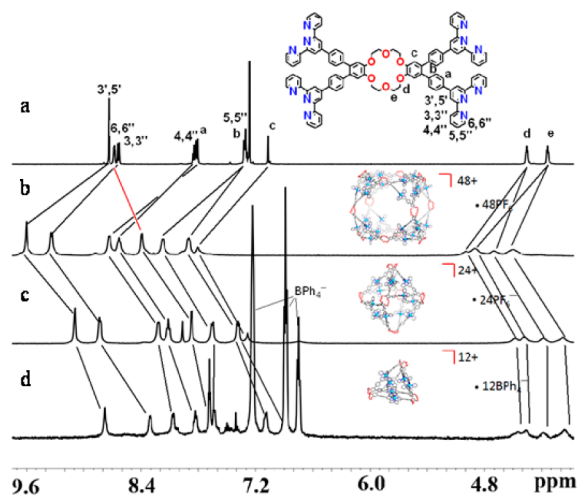 N N N N N N
O O O O O O
N N N N N N
c
b
a
d
e
3',5'
3,3''
4,4''
6,6''
5,5''
a
3',5'
6,6''
3,3''
4,4''
a
b
5,5''
c
d
e
b
48+
• 48PF₆
c
BPh₄⁻
24+
• 24PF₆⁻
d
12+
• 12BPh₄⁻
9.6 8.4 7.2 6.0 4.8 ppm